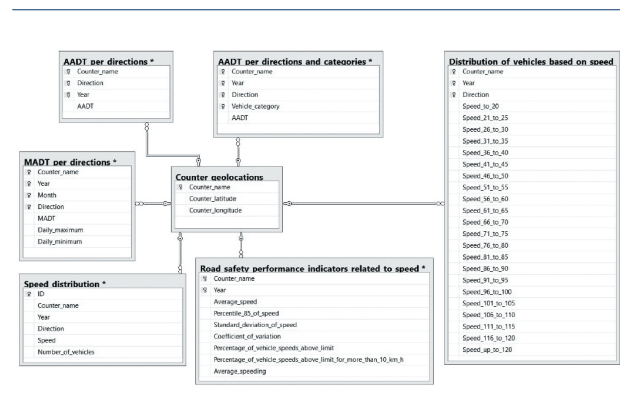 AADT per directions *
Counter_name
Direction
Year
AADT
AADT per directions and categories *
Counter_name
Year
Direction
Vehicle_category
AADT
Distribution of vehicles based on speed
Counter_name
Year
Direction
Speed_to_20
Speed_21_to_25
Speed_26_to_30
Speed_31_to_35
Speed_36_to_40
Speed_41_to_45
Speed_46_to_50
Speed_51_to_55
Speed_56_to_60
Speed_61_to_65
Speed_66_to_70
Speed_71_to_75
Speed_76_to_80
Speed_81_to_85
Speed_86_to_90
Speed_91_to_95
Speed_96_to_100
Speed_101_to_105
Speed_106_to_110
Speed_111_to_115
Speed_116_to_120
Speed_up_to_120
MADT per directions *
Counter_name
Year
Month
Direction
MADT
Daily_maximum
Daily_minimum
Counter geolocations
Counter_name
Counter_latitude
Counter_longitude
Speed distribution *
ID
Counter_name
Year
Direction
Speed
Number_of_vehicles
Road safety performance indicators related to speed *
Counter_name
Year
Average_speed
Percentile_85_of_speed
Standard_deviation_of_speed
Coefficient_of_variation
Percentage_of_vehicle_speeds_above_limit
Percentage_of_vehicle_speeds_above_limit_for_more_than_10_km_h
Average_speeding